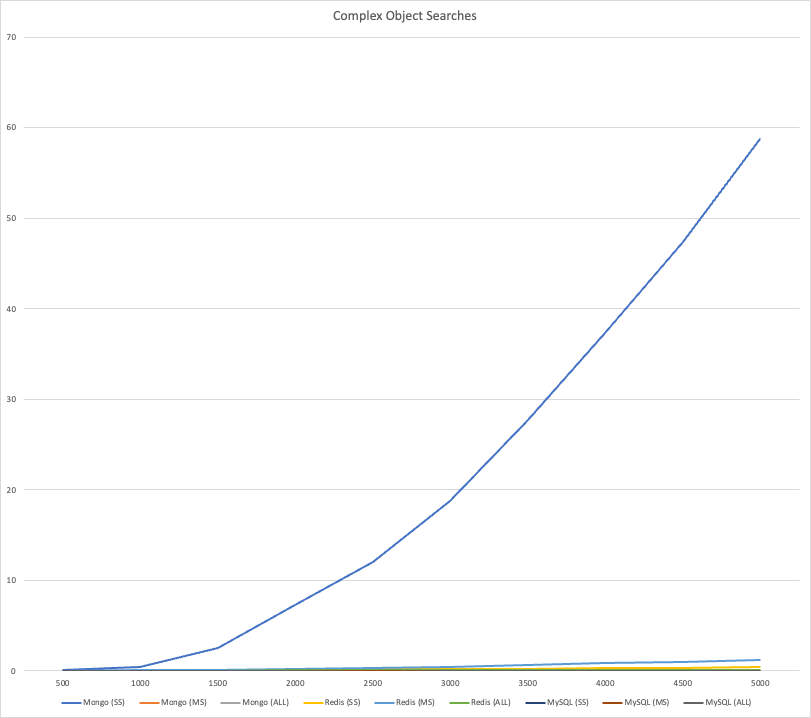 Complex Object Searches
70
60
50
40
30
20
10
0
500 1000 1500 2000 2500 3000 3500 4000 4500 5000
Mongo (SS) Mongo (MS) Mongo (ALL) Redis (SS) Redis (MS) Redis (ALL) MySQL (SS) MySQL (MS) MySQL (ALL)